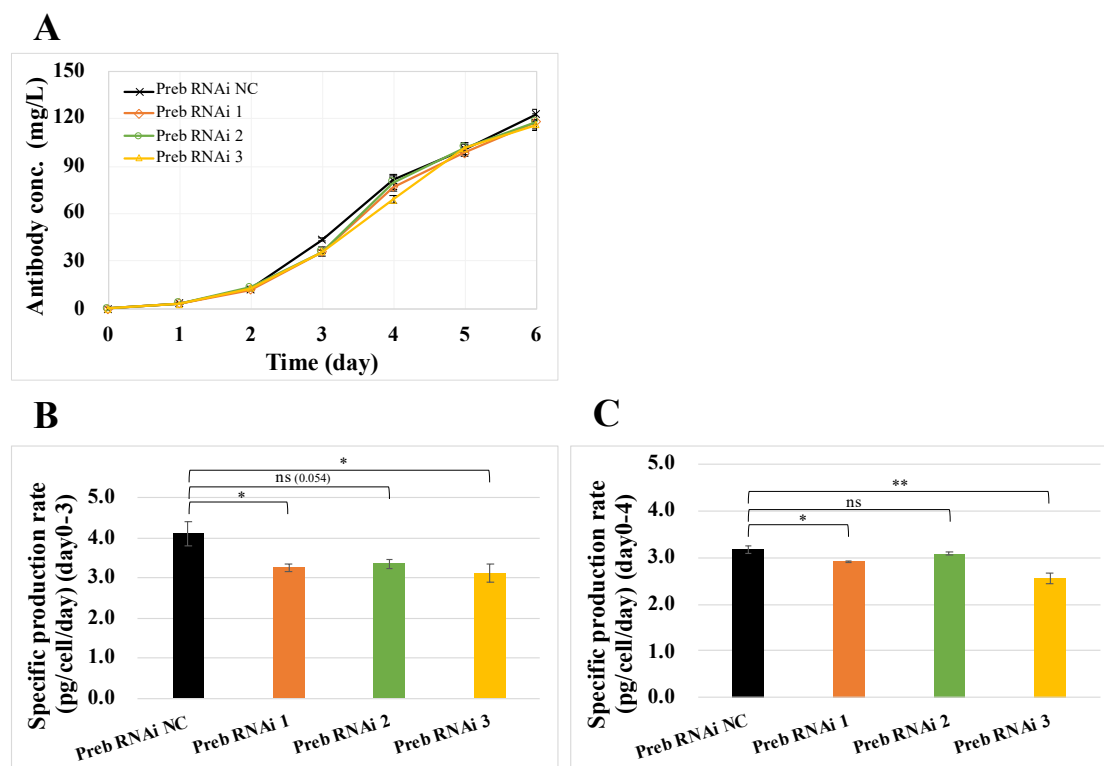 A
Antibody conc. (mg/L)
150
120
90
60
30
0
Preb RNAi NC
Preb RNAi 1
Preb RNAi 2
Preb RNAi 3
0 1 2 3 4 5 6
Time (day)
B
Specific production rate
(pg/cell/day) (day0-3)
5.0
4.0
3.0
2.0
1.0
0.0
*
ns (0.054)
*
Preb RNAi NC
Preb RNAi 1
Preb RNAi 2
Preb RNAi 3
C
Specific production rate
(pg/cell/day) (day0-4)
5.0
4.0
3.0
2.0
1.0
0.0
**
ns
*
Preb RNAi NC
Preb RNAi 1
Preb RNAi 2
Preb RNAi 3